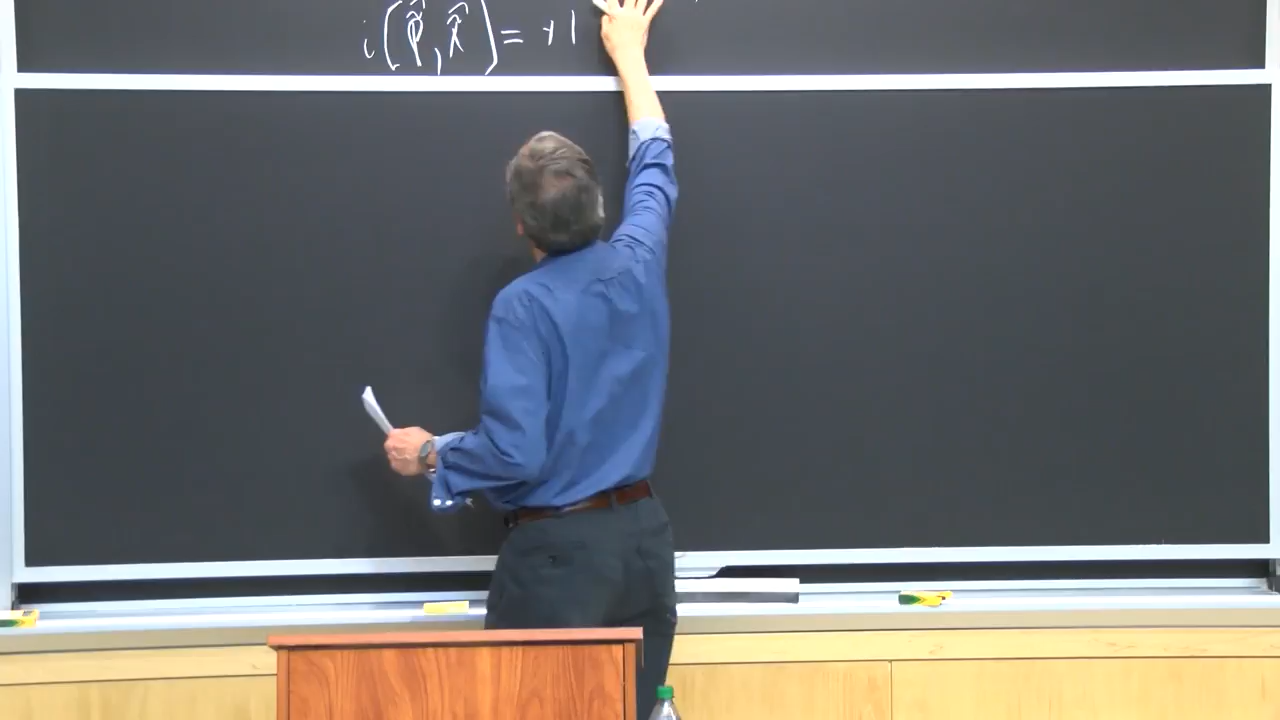 i[p̂, x̂] = +1